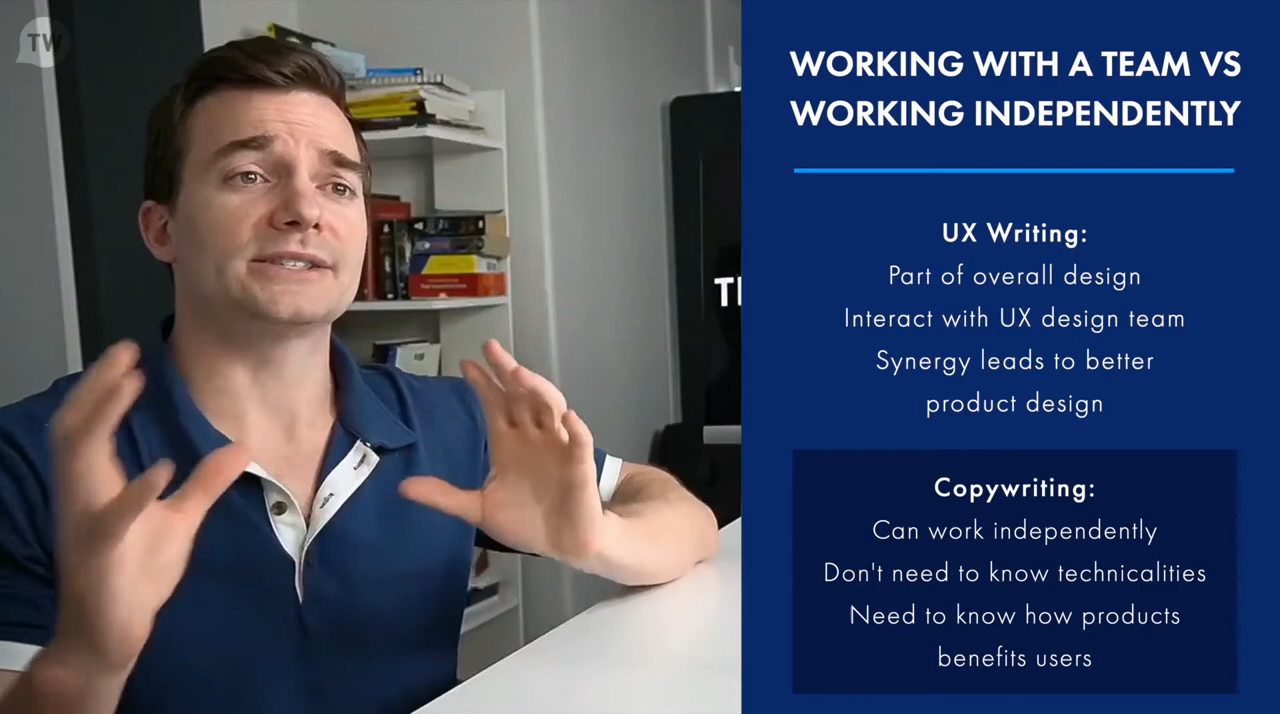 TW
WORKING WITH A TEAM VS
WORKING INDEPENDENTLY
UX Writing:
Part of overall design
Interact with UX design team
Synergy leads to better
product design
Copywriting:
Can work independently
Don't need to know technicalities
Need to know how products
benefits users